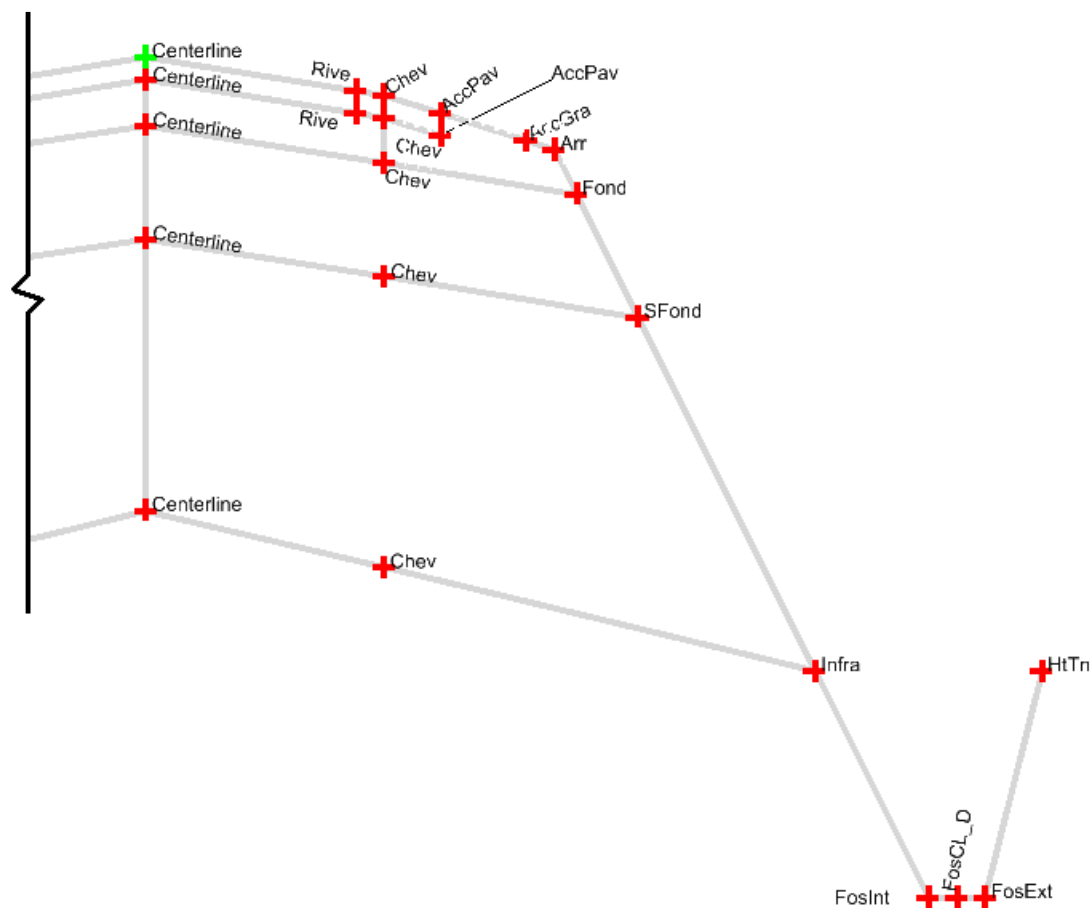 Centerline
Rive
Chev
AccPav
AccPav
Centerline
Rive
Chev
AccGra
Arr
Centerline
Chev
Fond
Centerline
Chev
SFond
Centerline
Chev
Infra
HtTn
FosInt
FosCL_D
FosExt